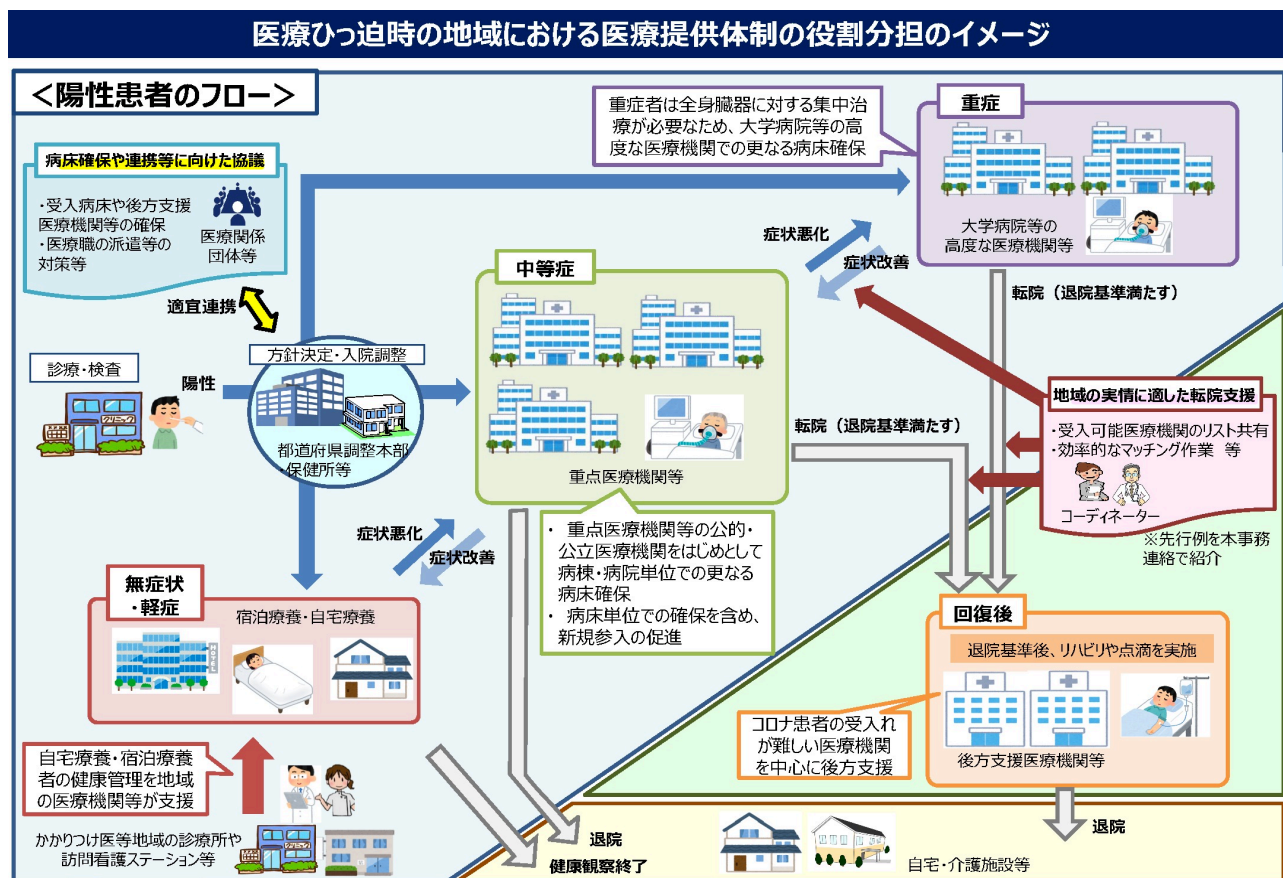 医療ひっ迫時の地域における医療提供体制の役割分担のイメージ
＜陽性患者のフロー＞
病床確保や連携等に向けた協議
・受入病床や後方支援
医療機関等の確保
・医療職の派遣等の
対策等
医療関係
団体等
適宜連携
診療・検査
クリニック
陽性
方針決定・入院調整
都道府県調整本部
・保健所等
重症者は全身臓器に対する集中治
療が必要なため、大学病院等の高
度な医療機関での更なる病床確保
重症
大学病院等の
高度な医療機関等
症状悪化
症状改善
転院（退院基準満たす）
中等症
重点医療機関等
・ 重点医療機関等の公的・
公立医療機関をはじめとして
病棟・病院単位での更なる
病床確保
・ 病床単位での確保を含め、
新規参入の促進
転院（退院基準満たす）
地域の実情に適した転院支援
・受入可能医療機関のリスト共有
・効率的なマッチング作業 等
コーディネーター
※先行例を本事務
連絡で紹介
症状悪化
症状改善
無症状
・軽症
宿泊療養・自宅療養
HOTEL
自宅療養・宿泊療養
者の健康管理を地域
の医療機関等が支援
かかりつけ医等地域の診療所や
訪問看護ステーション等
クリニック
回復後
退院基準後、リハビリや点滴を実施
後方支援医療機関等
コロナ患者の受入れ
が難しい医療機関
を中心に後方支援
退院
健康観察終了
退院
自宅・介護施設等